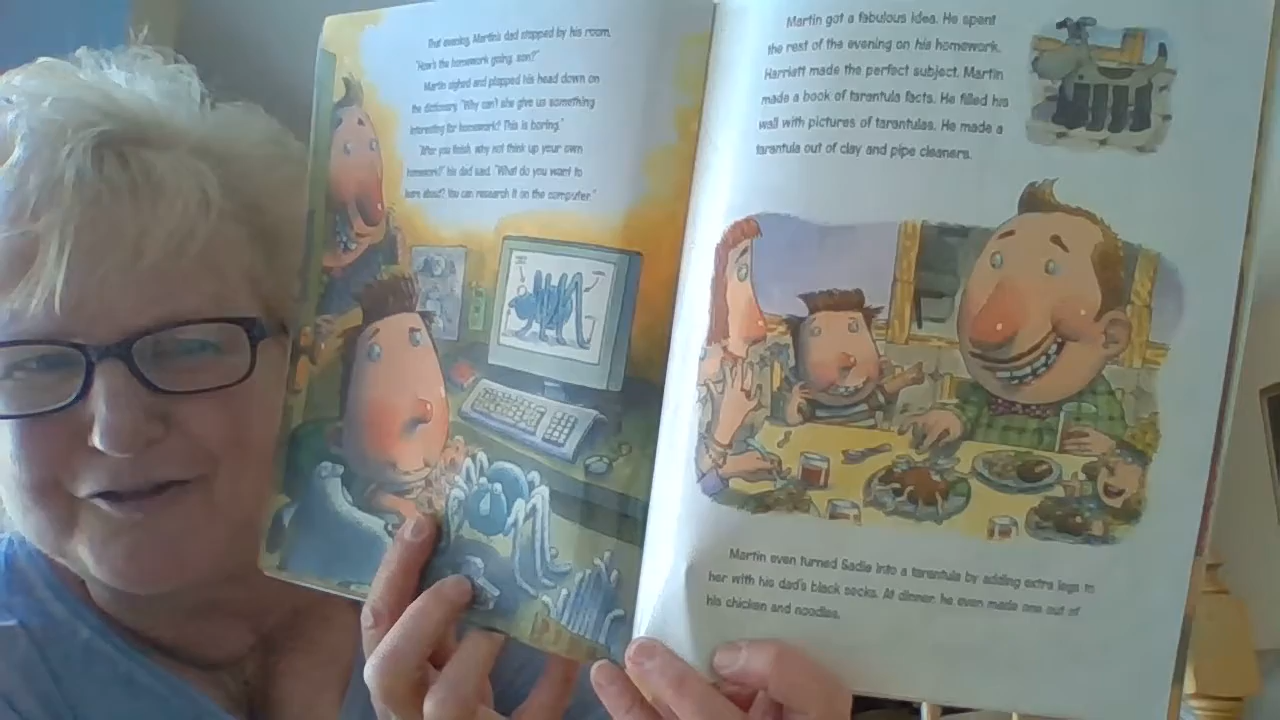 That evening, Martin's dad stopped by his room.
"How's the homework going, son?"
Martin sighed and plopped his head down on
the dictionary. "Why can't she give us something
interesting for homework? This is boring."
"After you finish, why not think up your own
homework?" his dad said. "What do you want to
learn about? You can research it on the computer."
Martin got a fabulous idea. He spent
the rest of the evening on his homework.
Harriett made the perfect subject. Martin
made a book of tarantula facts. He filled his
wall with pictures of tarantulas. He made a
tarantula out of clay and pipe cleaners.
Martin even turned Sadie into a tarantula by adding extra legs to
her with his dad's black socks. At dinner, he even made one out of
his chicken and noodles.